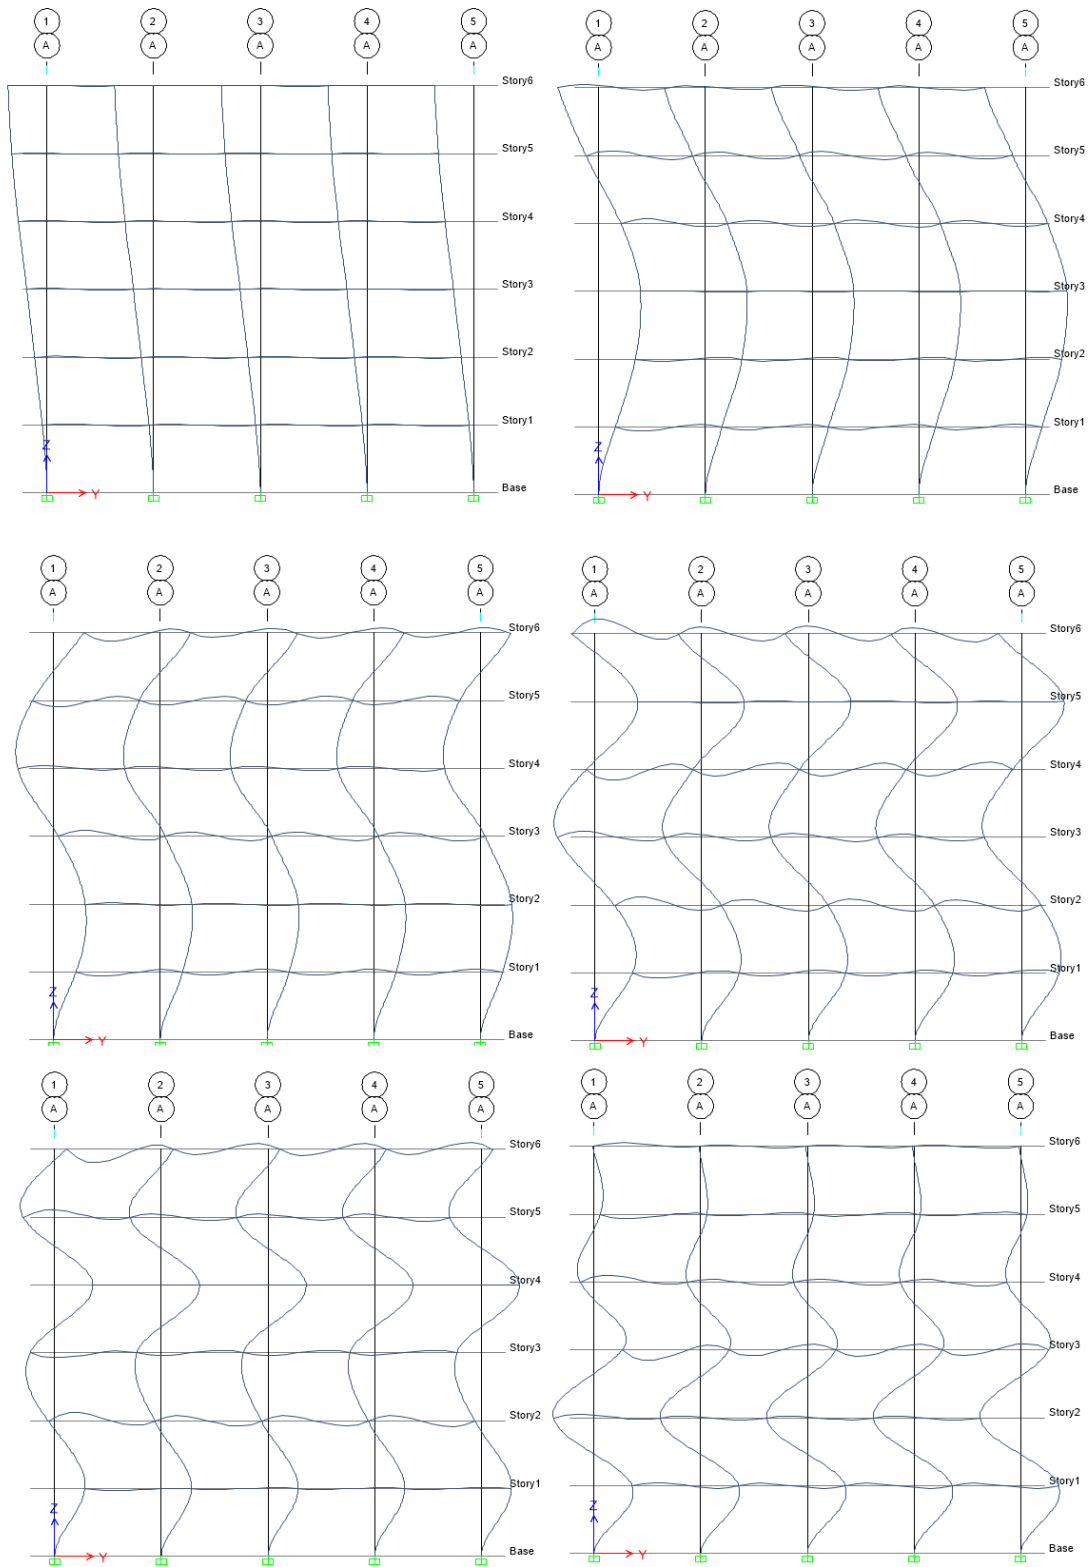 1 2 3 4 5
A A A A A
Story6
Story5
Story4
Story3
Story2
Story1
Z
Y
Base
1 2 3 4 5
A A A A A
Story6
Story5
Story4
Story3
Story2
Story1
Z
Y
Base
1 2 3 4 5
A A A A A
Story6
Story5
Story4
Story3
Story2
Story1
Z
Base
Y
1 2 3 4 5
A A A A A
Story6
Story5
Story4
Story3
Story2
Story1
Z
Base
Y
1 2 3 4 5
A A A A A
Story6
Story5
Story4
Story3
Story2
Story1
Z
Base
Y
1 2 3 4 5
A A A A A
Story6
Story5
Story4
Story3
Story2
Story1
Z
Base
Y